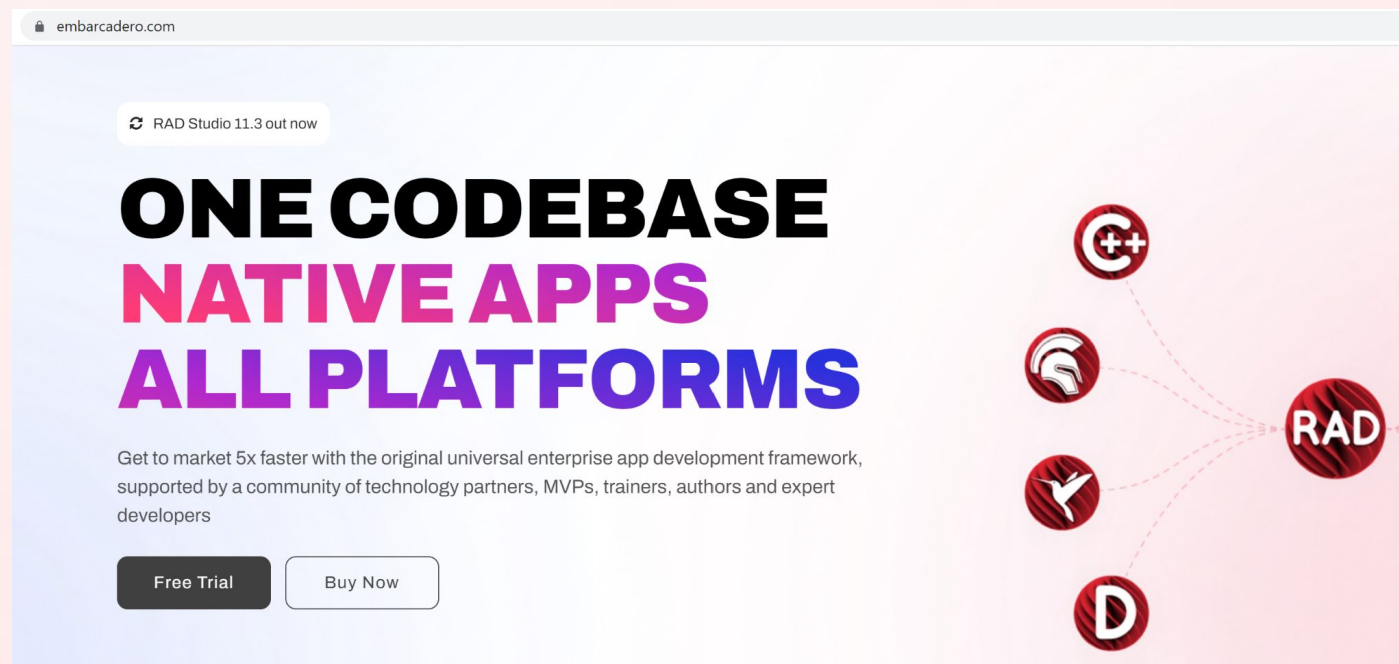 embarcadero.com
RAD Studio 11.3 out now
ONE CODEBASE
NATIVE APPS
ALL PLATFORMS
Get to market 5x faster with the original universal enterprise app development framework,
supported by a community of technology partners, MVPs, trainers, authors and expert
developers
Free Trial
Buy Now
C++
RAD
D